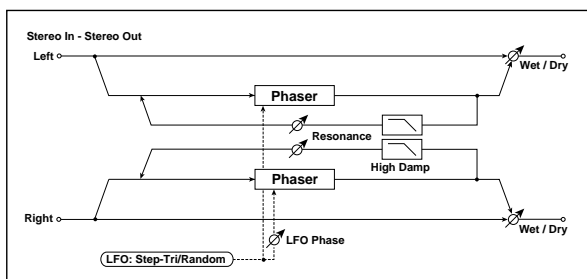 Stereo In - Stereo Out
Left
Wet / Dry
Phaser
Resonance
High Damp
Phaser
Right
Wet / Dry
LFO Phase
LFO: Step-Tri/Random